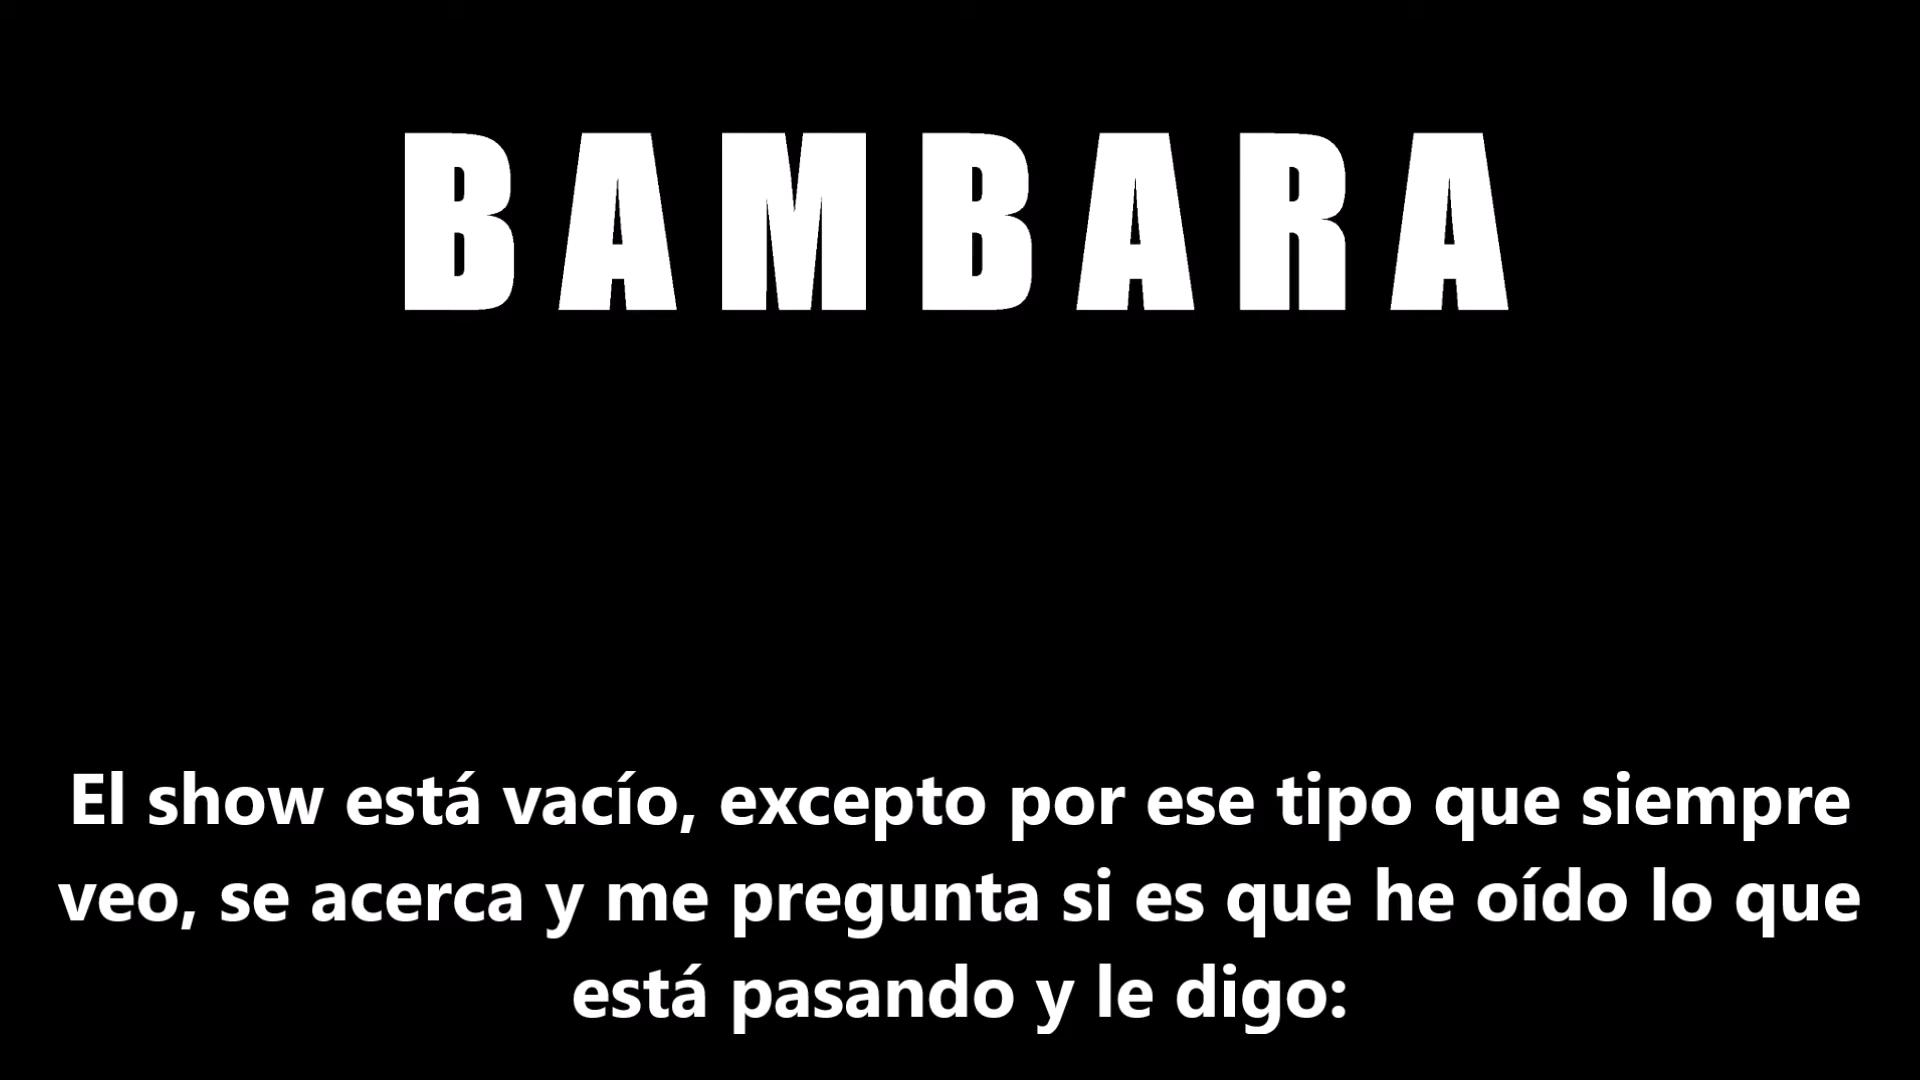 BAMBARA
El show está vacío, excepto por ese tipo que siempre
veo, se acerca y me pregunta si es que he oído lo que
está pasando y le digo: